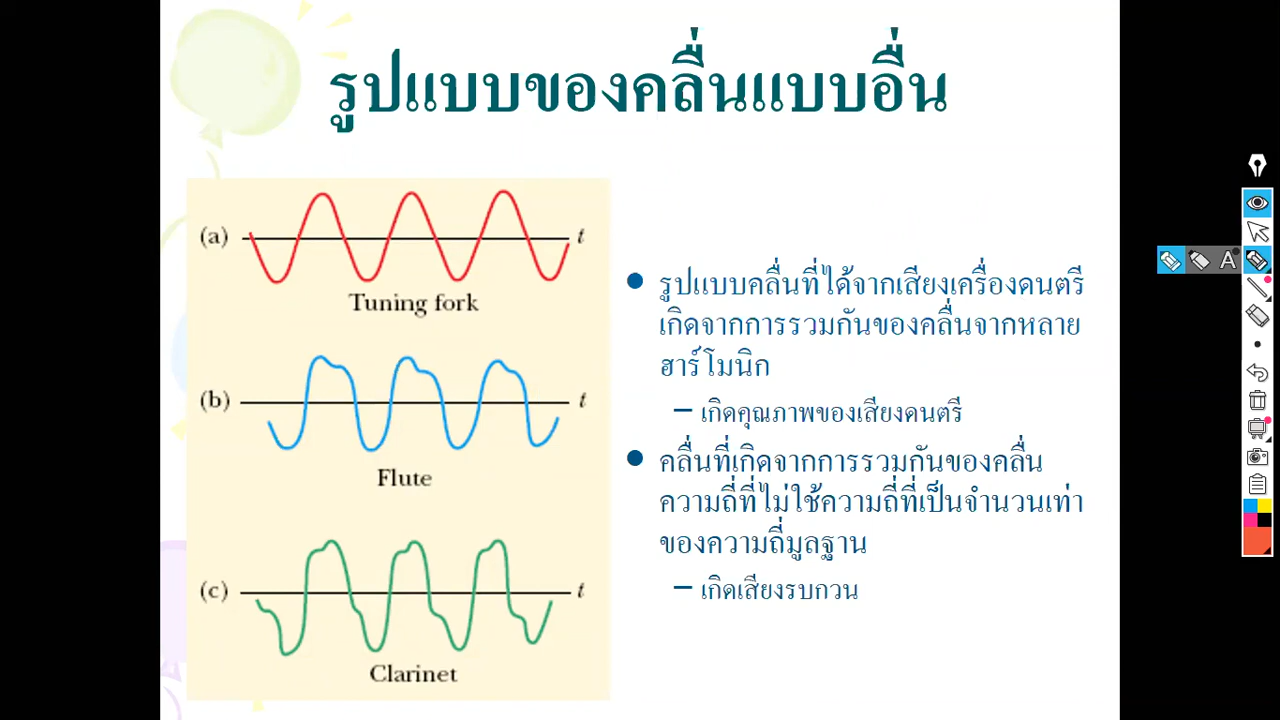 รูปแบบของคลื่นแบบอื่น
(a)
t
Tuning fork
(b)
t
Flute
(c)
t
Clarinet
• รูปแบบคลื่นที่ได้จากเสียงเครื่องดนตรี
เกิดจากการรวมกันของคลื่นจากหลาย
ฮาร์โมนิก
– เกิดคุณภาพของเสียงดนตรี
• คลื่นที่เกิดจากการรวมกันของคลื่น
ความถี่ที่ไม่ใช้ความถี่ที่เป็นจำนวนเท่า
ของความถี่มูลฐาน
– เกิดเสียงรบกวน
A